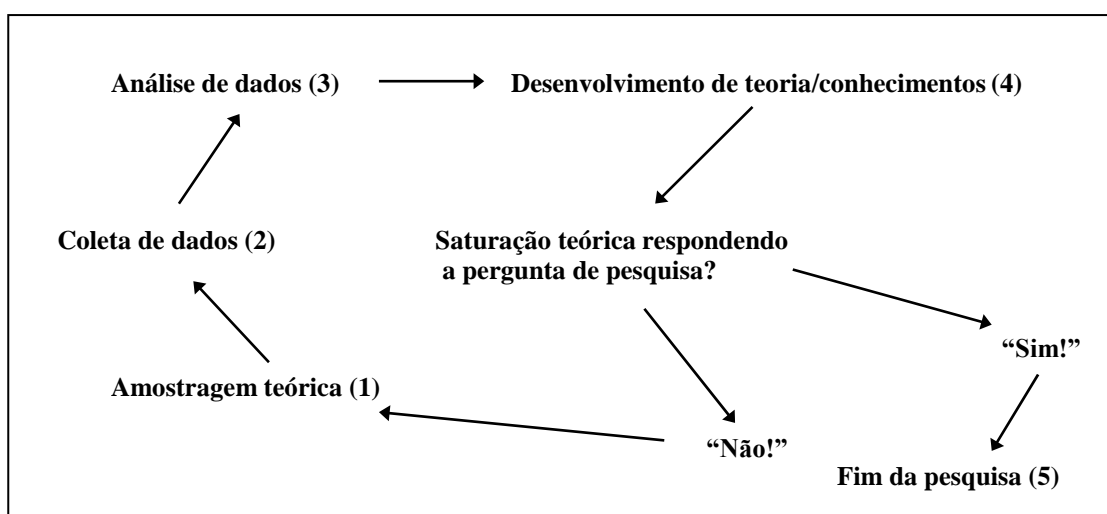 Análise de dados (3)
Desenvolvimento de teoria/conhecimentos (4)
Coleta de dados (2)
Saturação teórica respondendo
a pergunta de pesquisa?
“Sim!”
Amostragem teórica (1)
“Não!”
Fim da pesquisa (5)